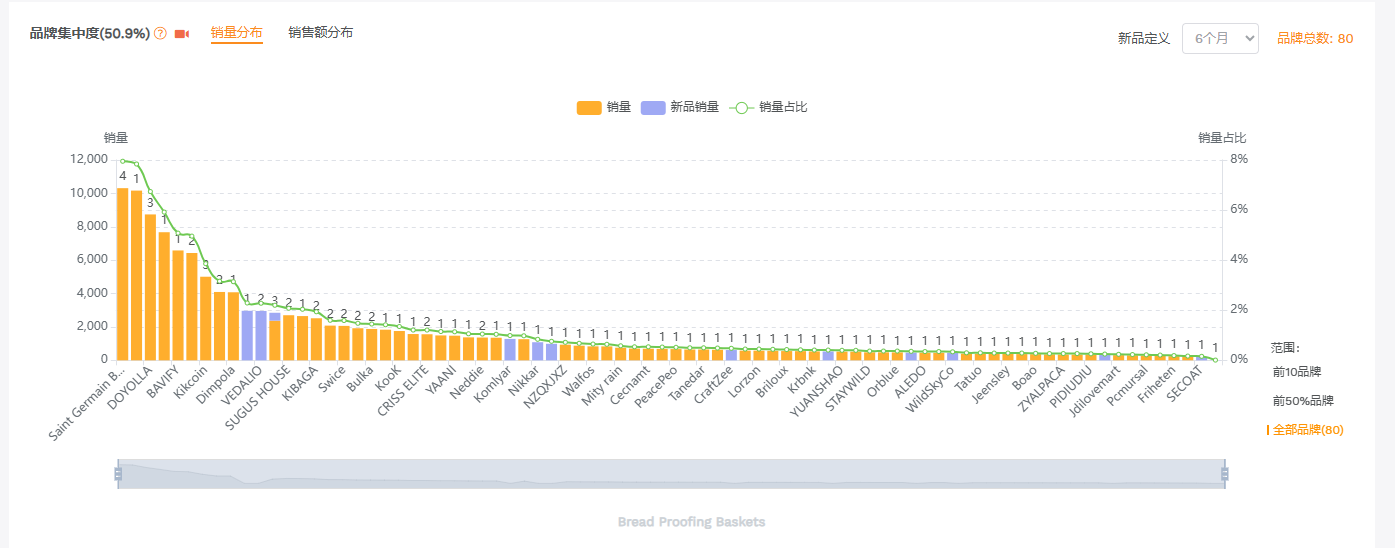 品牌集中度(50.9%) ? 销量分布 销售额分布
新品定义 6个月 品牌总数: 80
销量 新品销量 销量占比
销量
销量占比
12,000
10,000
8,000
6,000
4,000
2,000
0
8%
6%
4%
2%
0%
4 1 3 1 1 2 3 2 1 1 2 3 2 1 2 2 2 2 2 1 1 1 2 1 1 1 2 1 1 1 1 1 1 1 1 1 1 1 1 1 1 1 1 1 1 1 1 1 1 1 1 1 1 1 1 1 1 1 1 1 1 1 1 1 1 1 1 1 1 1 1 1 1 1 1 1 1 1 1 1
Saint Germain B...
DOYOLLA
BAVIFY
Kikcoin
Dimpola
VEDALIO
SUGUS HOUSE
KIBAGA
Swice
Bulka
KooK
CRISS ELITE
YAANI
Neddie
Komlyar
Nikkar
NZQXJXZ
Walfos
Mity rain
Cecnamt
PeacePeo
Tanedar
CraftZee
Lorzon
Briloux
Krbnk
YUANSHAO
STAYWILD
Orblue
ALEDO
WildSkyCo
Tatuo
Jeensley
Boao
ZYALPACA
PIDIUDIU
Jdilovemart
Pcmursal
Friheten
SECOAT
范围：
前10品牌
前50%品牌
全部品牌(80)
Bread Proofing Baskets